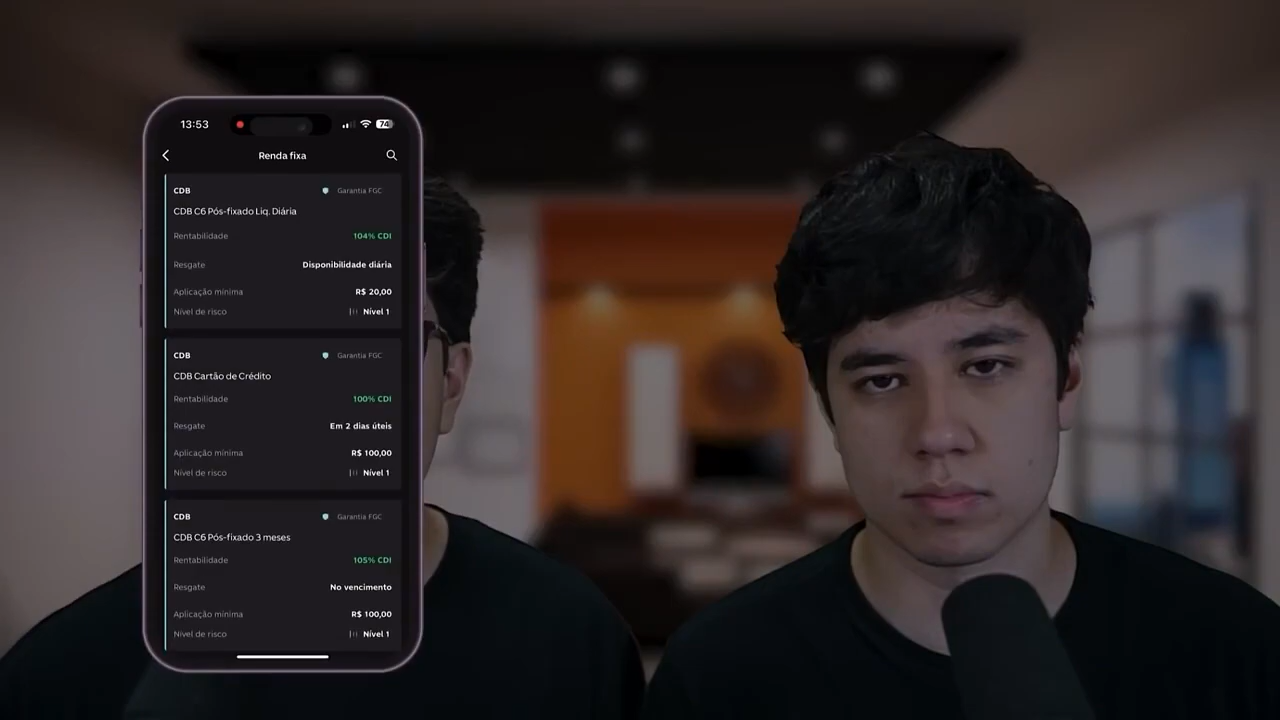 13:53
74
Renda fixa
CDB Garantia FGC
CDB C6 Pós-fixado Liq. Diária
Rentabilidade 104% CDI
Resgate Disponibilidade diária
Aplicação mínima R$ 20,00
Nível de risco Nível 1
CDB Garantia FGC
CDB Cartão de Crédito
Rentabilidade 100% CDI
Resgate Em 2 dias úteis
Aplicação mínima R$ 100,00
Nível de risco Nível 1
CDB Garantia FGC
CDB C6 Pós-fixado 3 meses
Rentabilidade 105% CDI
Resgate No vencimento
Aplicação mínima R$ 100,00
Nível de risco Nível 1